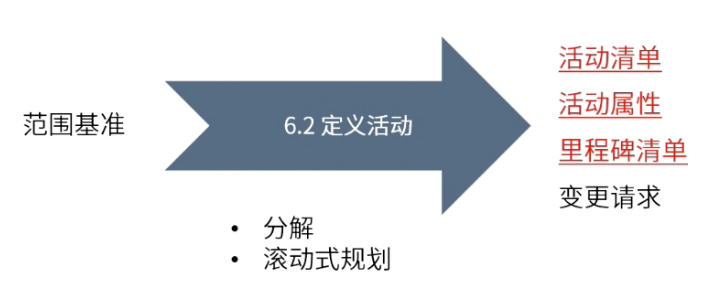 范围基准
6.2 定义活动
• 分解
• 滚动式规划
活动清单
活动属性
里程碑清单
变更请求